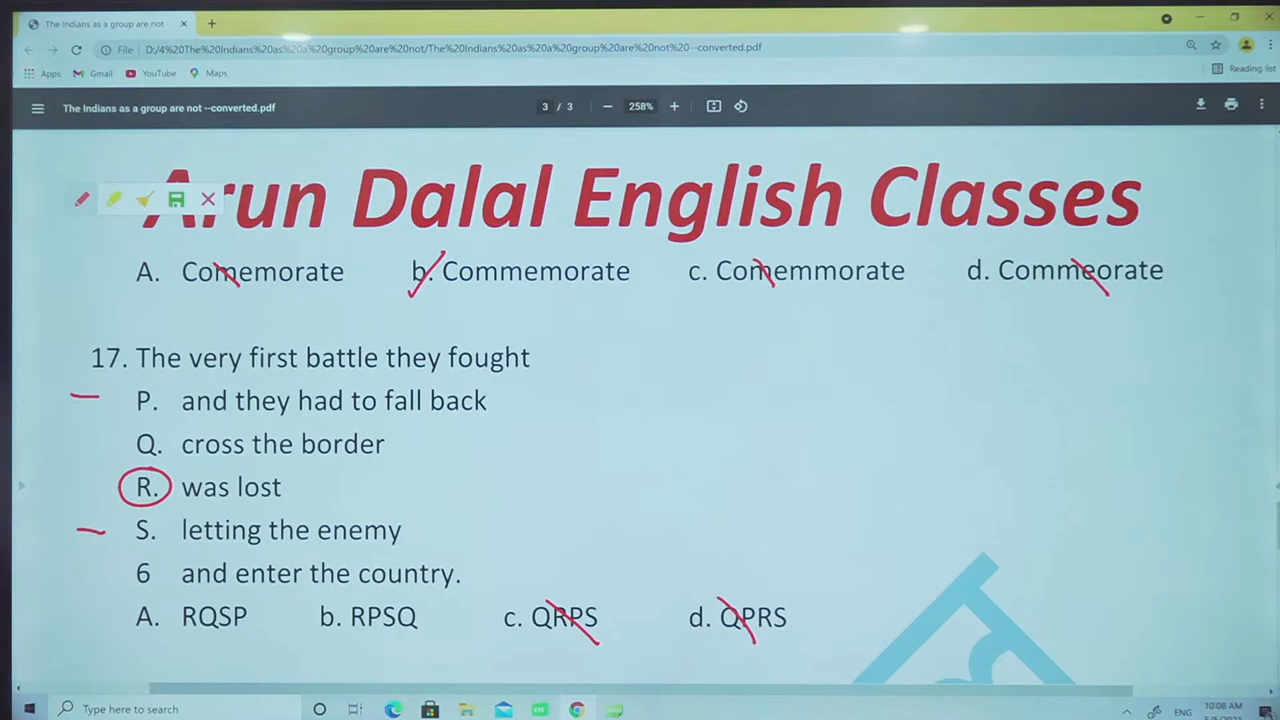 The Indians as a group are not
File D:/4%20The%20Indians%20as%20a%20group%20are%20not/The%20Indians%20as%20a%20group%20are%20not%20--converted.pdf
Apps Gmail YouTube Maps Reading list
The Indians as a group are not --converted.pdf 3 / 3 258%
Arun Dalal English Classes
A. Comemorate b. Commemorate c. Comemmorate d. Commeorate
17. The very first battle they fought
P. and they had to fall back
Q. cross the border
R. was lost
S. letting the enemy
6 and enter the country.
A. RQSP b. RPSQ c. QRPS d. QPRS
Type here to search ENG 10:08 AM